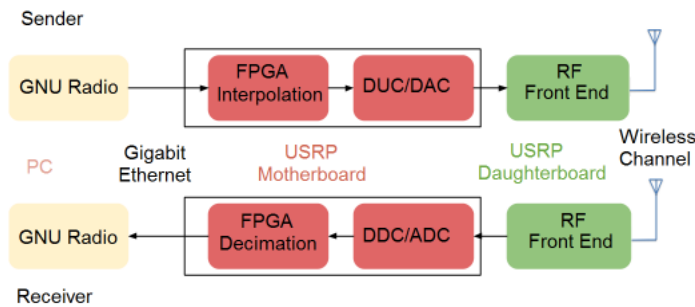 Sender
GNU Radio
FPGA
Interpolation
DUC/DAC
RF
Front End
PC
Gigabit
Ethernet
USRP
Motherboard
USRP
Daughterboard
Wireless
Channel
GNU Radio
FPGA
Decimation
DDC/ADC
RF
Front End
Receiver